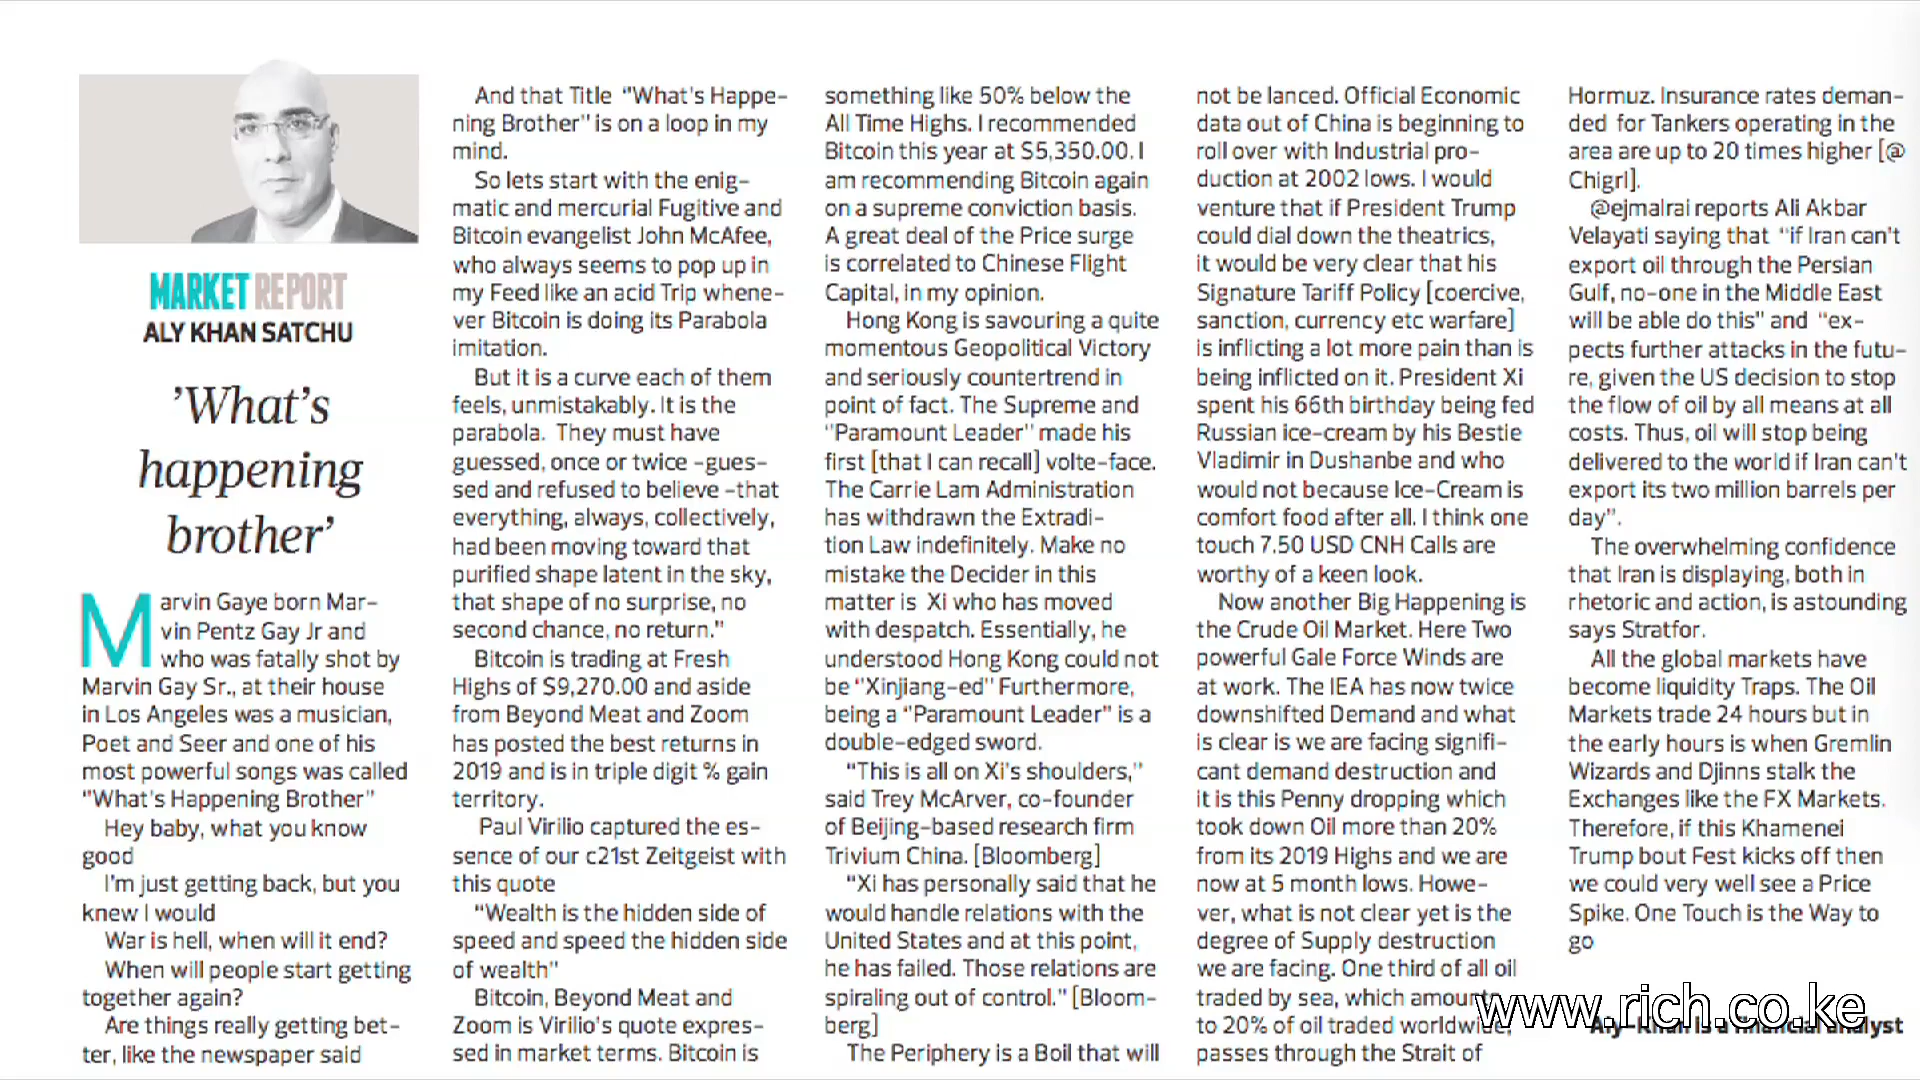 MARKET REPORT
ALY KHAN SATCHU
’What’s
happening
brother’
Marvin Gaye born Mar-
vin Pentz Gay Jr and
who was fatally shot by
Marvin Gay Sr., at their house
in Los Angeles was a musician,
Poet and Seer and one of his
most powerful songs was called
“What's Happening Brother”
Hey baby, what you know
good
I'm just getting back, but you
knew I would
War is hell, when will it end?
When will people start getting
together again?
Are things really getting bet-
ter, like the newspaper said
And that Title “What's Happe-
ning Brother” is on a loop in my
mind.
So lets start with the enig-
matic and mercurial Fugitive and
Bitcoin evangelist John McAfee,
who always seems to pop up in
my Feed like an acid Trip whene-
ver Bitcoin is doing its Parabola
imitation.
But it is a curve each of them
feels, unmistakably. It is the
parabola. They must have
guessed, once or twice -gues-
sed and refused to believe -that
everything, always, collectively,
had been moving toward that
purified shape latent in the sky,
that shape of no surprise, no
second chance, no return.”
Bitcoin is trading at Fresh
Highs of $9,270.00 and aside
from Beyond Meat and Zoom
has posted the best returns in
2019 and is in triple digit % gain
territory.
Paul Virilio captured the es-
sence of our c21st Zeitgeist with
this quote
“Wealth is the hidden side of
speed and speed the hidden side
of wealth”
Bitcoin, Beyond Meat and
Zoom is Virilio's quote expres-
sed in market terms. Bitcoin is
something like 50% below the
All Time Highs. I recommended
Bitcoin this year at $5,350.00. I
am recommending Bitcoin again
on a supreme conviction basis.
A great deal of the Price surge
is correlated to Chinese Flight
Capital, in my opinion.
Hong Kong is savouring a quite
momentous Geopolitical Victory
and seriously countertrend in
point of fact. The Supreme and
“Paramount Leader” made his
first [that I can recall] volte-face.
The Carrie Lam Administration
has withdrawn the Extradi-
tion Law indefinitely. Make no
mistake the Decider in this
matter is Xi who has moved
with despatch. Essentially, he
understood Hong Kong could not
be “Xinjiang-ed” Furthermore,
being a “Paramount Leader” is a
double-edged sword.
“This is all on Xi's shoulders,”
said Trey McArver, co-founder
of Beijing-based research firm
Trivium China. [Bloomberg]
“Xi has personally said that he
would handle relations with the
United States and at this point,
he has failed. Those relations are
spiraling out of control.” [Bloom-
berg]
The Periphery is a Boil that will
not be lanced. Official Economic
data out of China is beginning to
roll over with Industrial pro-
duction at 2002 lows. I would
venture that if President Trump
could dial down the theatrics,
it would be very clear that his
Signature Tariff Policy [coercive,
sanction, currency etc warfare]
is inflicting a lot more pain than is
being inflicted on it. President Xi
spent his 66th birthday being fed
Russian ice-cream by his Bestie
Vladimir in Dushanbe and who
would not because Ice-Cream is
comfort food after all. I think one
touch 7.50 USD CNH Calls are
worthy of a keen look.
Now another Big Happening is
the Crude Oil Market. Here Two
powerful Gale Force Winds are
at work. The IEA has now twice
downshifted Demand and what
is clear is we are facing signifi-
cant demand destruction and
it is this Penny dropping which
took down Oil more than 20%
from its 2019 Highs and we are
now at 5 month lows. Howe-
ver, what is not clear yet is the
degree of Supply destruction
we are facing. One third of all oil
traded by sea, which amounts
to 20% of oil traded worldwide,
passes through the Strait of
Hormuz. Insurance rates deman-
ded for Tankers operating in the
area are up to 20 times higher [@
Chigrl].
@ejmalrai reports Ali Akbar
Velayati saying that “if Iran can't
export oil through the Persian
Gulf, no-one in the Middle East
will be able do this” and “ex-
pects further attacks in the futu-
re, given the US decision to stop
the flow of oil by all means at all
costs. Thus, oil will stop being
delivered to the world if Iran can't
export its two million barrels per
day”.
The overwhelming confidence
that Iran is displaying, both in
rhetoric and action, is astounding
says Stratfor.
All the global markets have
become liquidity Traps. The Oil
Markets trade 24 hours but in
the early hours is when Gremlin
Wizards and Djinns stalk the
Exchanges like the FX Markets.
Therefore, if this Khamenei
Trump bout Fest kicks off then
we could very well see a Price
Spike. One Touch is the Way to
go
www.rich.co.ke
Aly-Khan is a financial analyst